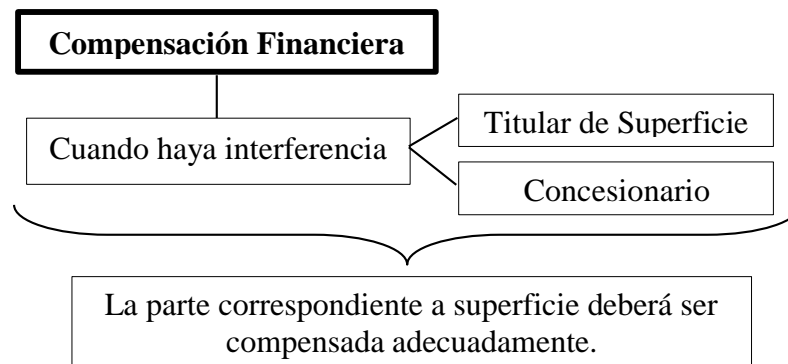 Compensación Financiera
Cuando haya interferencia
Titular de Superficie
Concesionario
La parte correspondiente a superficie deberá ser
compensada adecuadamente.